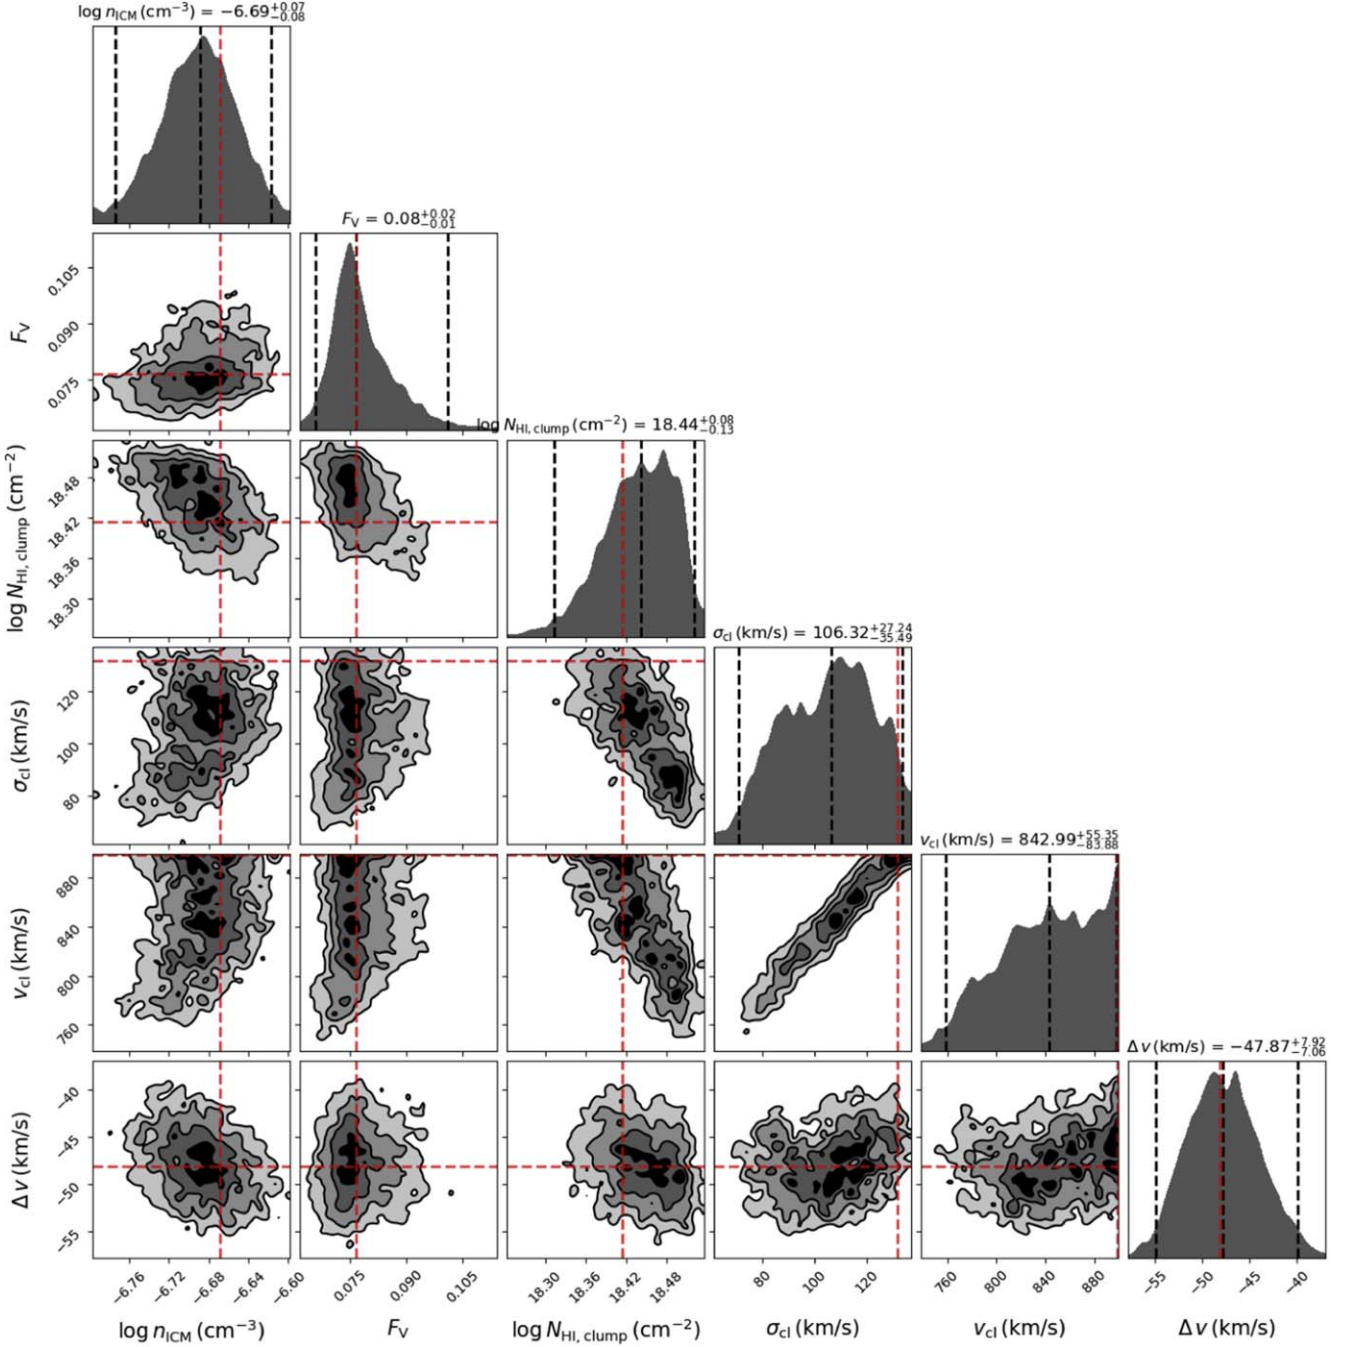 log n_ICM (cm⁻³) = −6.69^{+0.07}_{−0.08}
F_V = 0.08^{+0.02}_{−0.01}
F_V
0.105
0.090
0.075
log N_{HI, clump} (cm⁻²) = 18.44^{+0.08}_{−0.13}
log N_{HI, clump} (cm⁻²)
18.48
18.42
18.36
18.30
σ_cl (km/s) = 106.32^{+27.24}_{−35.49}
σ_cl (km/s)
120
100
80
v_cl (km/s) = 842.99^{+55.35}_{−83.88}
v_cl (km/s)
880
840
800
760
Δ v (km/s) = −47.87^{+7.92}_{−7.06}
Δ v (km/s)
−40
−45
−50
−55
−6.76 −6.72 −6.68 −6.64 −6.60 0.075 0.090 0.105 18.30 18.36 18.42 18.48 80 100 120 760 800 840 880 −55 −50 −45 −40
log n_ICM (cm⁻³) F_V log N_{HI, clump} (cm⁻²) σ_cl (km/s) v_cl (km/s) Δ v (km/s)